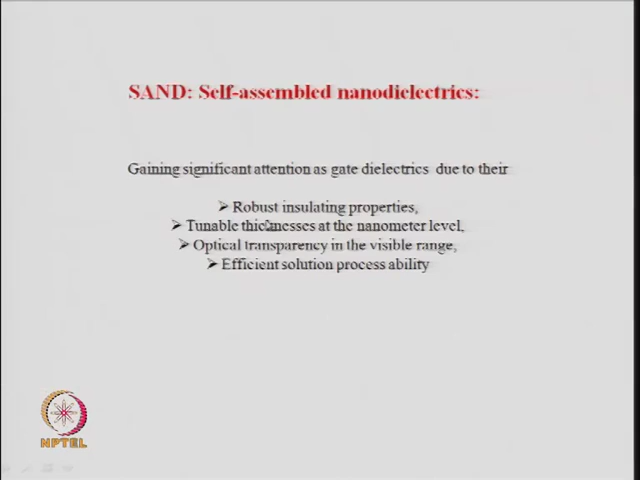 SAND: Self-assembled nanodielectrics:
Gaining significant attention as gate dielectrics due to their
➢ Robust insulating properties,
➢ Tunable thicknesses at the nanometer level,
➢ Optical transparency in the visible range,
➢ Efficient solution process ability
NPTEL